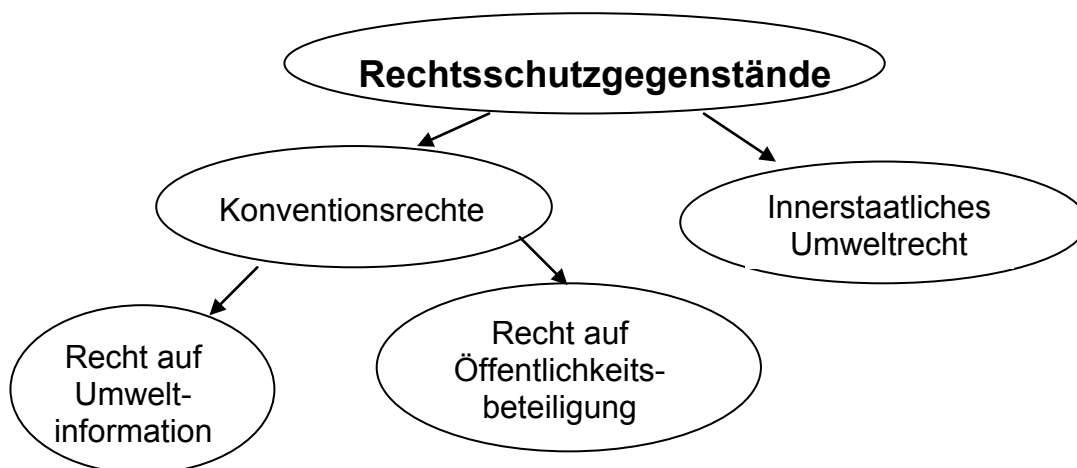 Rechtsschutzgegenstände
Konventionsrechte
Innerstaatliches
Umweltrecht
Recht auf
Umwelt-
information
Recht auf
Öffentlichkeits-
beteiligung